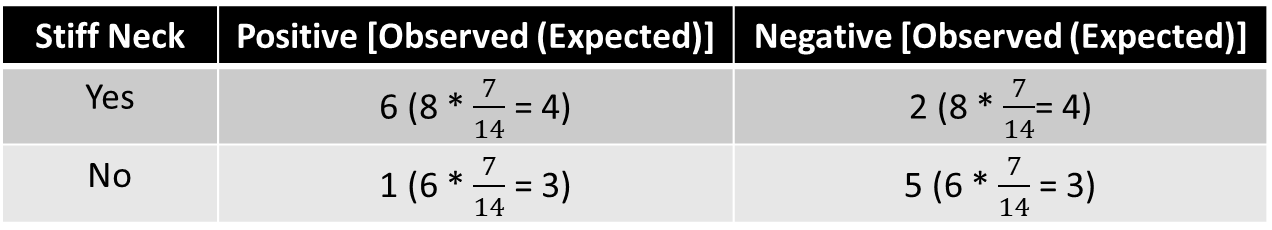 Stiff Neck Positive [Observed (Expected)] Negative [Observed (Expected)]
Yes 6 (8 * 7/14 = 4) 2 (8 * 7/14= 4)
No 1 (6 * 7/14 = 3) 5 (6 * 7/14 = 3)